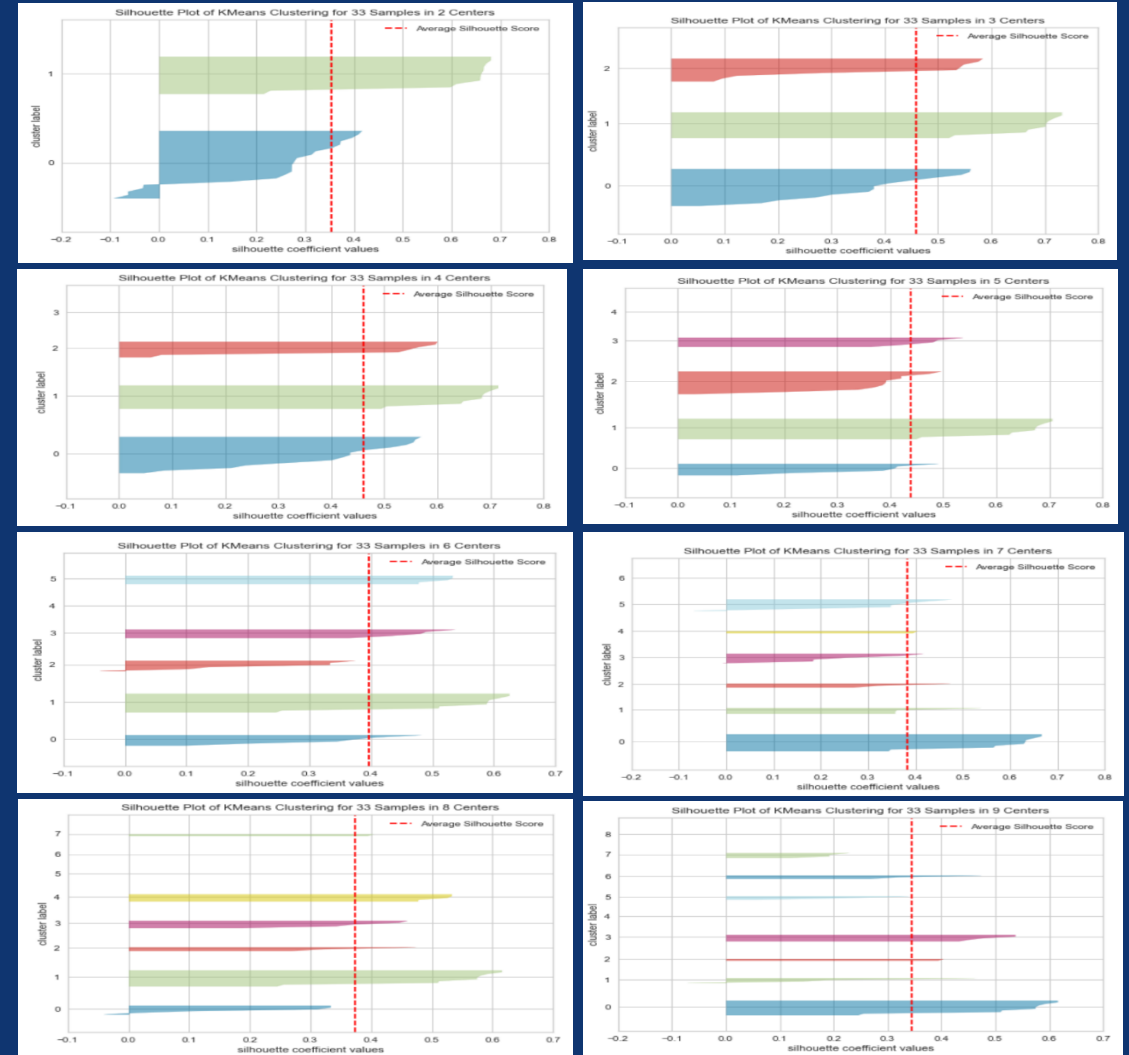 Silhouette Plot of KMeans Clustering for 33 Samples in 2 Centers
Average Silhouette Score
1
0
cluster label
−0.2 −0.1 0.0 0.1 0.2 0.3 0.4 0.5 0.6 0.7 0.8
silhouette coefficient values
Silhouette Plot of KMeans Clustering for 33 Samples in 3 Centers
Average Silhouette Score
2
1
0
cluster label
−0.1 0.0 0.1 0.2 0.3 0.4 0.5 0.6 0.7 0.8
silhouette coefficient values
Silhouette Plot of KMeans Clustering for 33 Samples in 4 Centers
Average Silhouette Score
3
2
1
0
cluster label
−0.1 0.0 0.1 0.2 0.3 0.4 0.5 0.6 0.7 0.8
silhouette coefficient values
Silhouette Plot of KMeans Clustering for 33 Samples in 5 Centers
Average Silhouette Score
4
3
2
1
0
cluster label
−0.1 0.0 0.1 0.2 0.3 0.4 0.5 0.6 0.7 0.8
silhouette coefficient values
Silhouette Plot of KMeans Clustering for 33 Samples in 6 Centers
Average Silhouette Score
5
4
3
2
1
0
cluster label
−0.1 0.0 0.1 0.2 0.3 0.4 0.5 0.6 0.7
silhouette coefficient values
Silhouette Plot of KMeans Clustering for 33 Samples in 7 Centers
Average Silhouette Score
6
5
4
3
2
1
0
cluster label
−0.2 −0.1 0.0 0.1 0.2 0.3 0.4 0.5 0.6 0.7 0.8
silhouette coefficient values
Silhouette Plot of KMeans Clustering for 33 Samples in 8 Centers
Average Silhouette Score
7
6
5
4
3
2
1
0
cluster label
−0.1 0.0 0.1 0.2 0.3 0.4 0.5 0.6 0.7
silhouette coefficient values
Silhouette Plot of KMeans Clustering for 33 Samples in 9 Centers
Average Silhouette Score
8
7
6
5
4
3
2
1
0
cluster label
−0.1 0.0 0.1 0.2 0.3 0.4 0.5 0.6 0.7
silhouette coefficient values